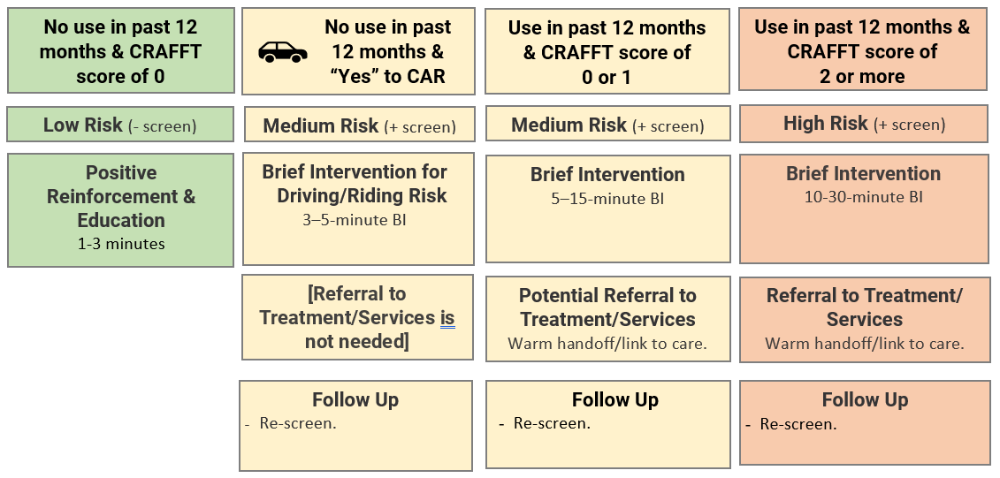 No use in past 12
months & CRAFFT
score of 0
No use in past
12 months &
“Yes” to CAR
Use in past 12 months
& CRAFFT score of
0 or 1
Use in past 12 months &
CRAFFT score of
2 or more
Low Risk (- screen)
Medium Risk (+ screen)
Medium Risk (+ screen)
High Risk (+ screen)
Positive
Reinforcement &
Education
1-3 minutes
Brief Intervention for
Driving/Riding Risk
3–5-minute BI
Brief Intervention
5–15-minute BI
Brief Intervention
10-30-minute BI
[Referral to
Treatment/Services is
not needed]
Potential Referral to
Treatment/Services
Warm handoff/link to care.
Referral to Treatment/
Services
Warm handoff/link to care.
Follow Up
- Re-screen.
Follow Up
- Re-screen.
Follow Up
- Re-screen.